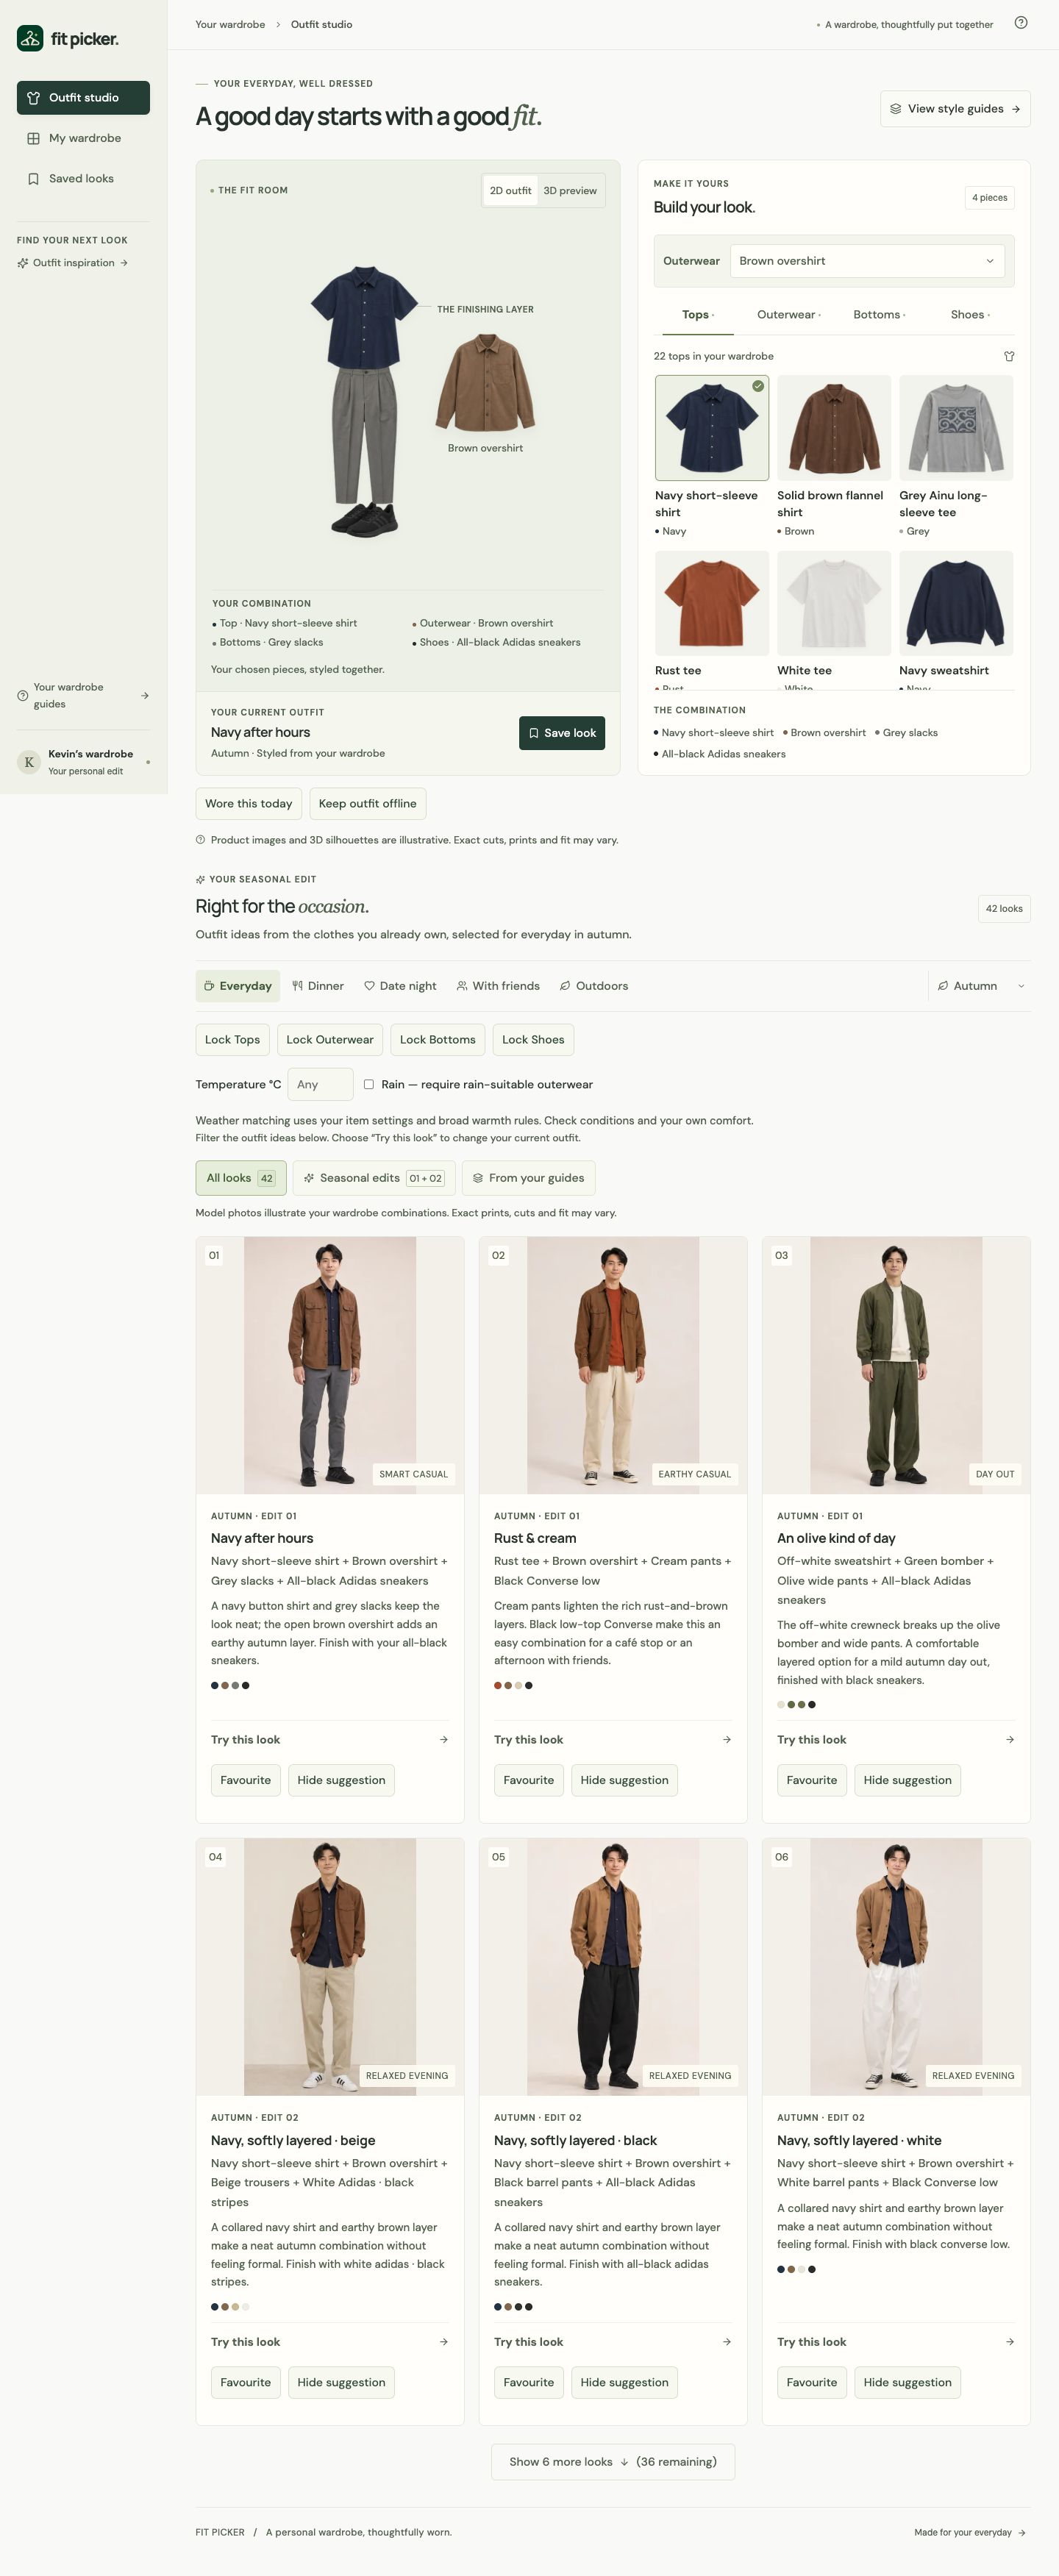 fit picker.
Outfit studio
My wardrobe
Saved looks
FIND YOUR NEXT LOOK
Outfit inspiration
Your wardrobe
guides
K
Kevin’s wardrobe
Your personal edit
Your wardrobe > Outfit studio
A wardrobe, thoughtfully put together
YOUR EVERYDAY, WELL DRESSED
A good day starts with a good fit.
View style guides
THE FIT ROOM
2D outfit 3D preview
THE FINISHING LAYER
Brown overshirt
YOUR COMBINATION
Top · Navy short-sleeve shirt
Outerwear · Brown overshirt
Bottoms · Grey slacks
Shoes · All-black Adidas sneakers
Your chosen pieces, styled together.
YOUR CURRENT OUTFIT
Navy after hours
Autumn · Styled from your wardrobe
Save look
MAKE IT YOURS
Build your look.
4 pieces
Outerwear
Brown overshirt
Tops · Outerwear · Bottoms · Shoes ·
22 tops in your wardrobe
Navy short-sleeve
shirt
Navy
Solid brown flannel
shirt
Brown
Grey Ainu long-
sleeve tee
Grey
Rust tee
Rust
White tee
White
Navy sweatshirt
Navy
THE COMBINATION
Navy short-sleeve shirt Brown overshirt Grey slacks
All-black Adidas sneakers
Wore this today
Keep outfit offline
Product images and 3D silhouettes are illustrative. Exact cuts, prints and fit may vary.
YOUR SEASONAL EDIT
Right for the occasion.
42 looks
Outfit ideas from the clothes you already own, selected for everyday in autumn.
Everyday Dinner Date night With friends Outdoors
Autumn
Lock Tops Lock Outerwear Lock Bottoms Lock Shoes
Temperature °C Any Rain — require rain-suitable outerwear
Weather matching uses your item settings and broad warmth rules. Check conditions and your own comfort.
Filter the outfit ideas below. Choose “Try this look” to change your current outfit.
All looks 42
Seasonal edits 01 + 02
From your guides
Model photos illustrate your wardrobe combinations. Exact prints, cuts and fit may vary.
01
SMART CASUAL
AUTUMN · EDIT 01
Navy after hours
Navy short-sleeve shirt + Brown overshirt +
Grey slacks + All-black Adidas sneakers
A navy button shirt and grey slacks keep the
look neat; the open brown overshirt adds an
earthy autumn layer. Finish with your all-black
sneakers.
Try this look
Favourite Hide suggestion
02
EARTHY CASUAL
AUTUMN · EDIT 01
Rust & cream
Rust tee + Brown overshirt + Cream pants +
Black Converse low
Cream pants lighten the rich rust-and-brown
layers. Black low-top Converse make this an
easy combination for a café stop or an
afternoon with friends.
Try this look
Favourite Hide suggestion
03
DAY OUT
AUTUMN · EDIT 01
An olive kind of day
Off-white sweatshirt + Green bomber +
Olive wide pants + All-black Adidas
sneakers
The off-white crewneck breaks up the olive
bomber and wide pants. A comfortable
layered option for a mild autumn day out,
finished with black sneakers.
Try this look
Favourite Hide suggestion
04
RELAXED EVENING
AUTUMN · EDIT 02
Navy, softly layered · beige
Navy short-sleeve shirt + Brown overshirt +
Beige trousers + White Adidas · black
stripes
A collared navy shirt and earthy brown layer
make a neat autumn combination without
feeling formal. Finish with white adidas · black
stripes.
Try this look
Favourite Hide suggestion
05
RELAXED EVENING
AUTUMN · EDIT 02
Navy, softly layered · black
Navy short-sleeve shirt + Brown overshirt +
Black barrel pants + All-black Adidas
sneakers
A collared navy shirt and earthy brown layer
make a neat autumn combination without
feeling formal. Finish with all-black adidas
sneakers.
Try this look
Favourite Hide suggestion
06
RELAXED EVENING
AUTUMN · EDIT 02
Navy, softly layered · white
Navy short-sleeve shirt + Brown overshirt +
White barrel pants + Black Converse low
A collared navy shirt and earthy brown layer
make a neat autumn combination without
feeling formal. Finish with black converse low.
Try this look
Favourite Hide suggestion
Show 6 more looks ↓ (36 remaining)
FIT PICKER / A personal wardrobe, thoughtfully worn.
Made for your everyday